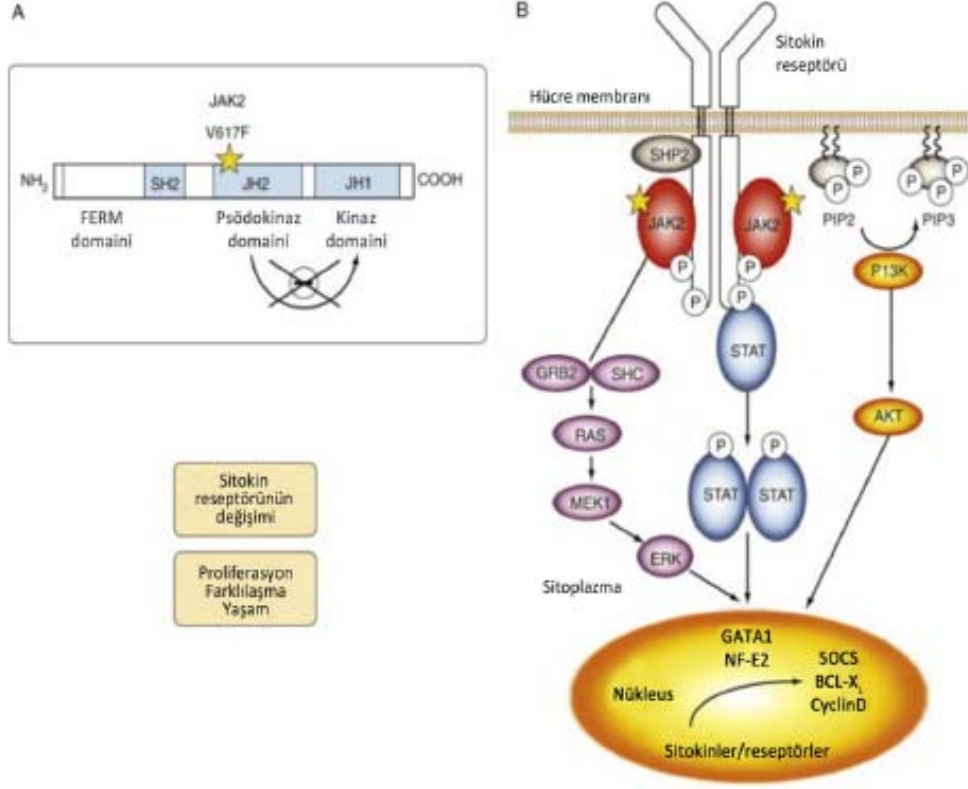 A
JAK2
V617F
NH2
SH2
JH2
JH1
COOH
FERM
domaini
Psödokinaz
domaini
Kinaz
domaini
Sitokin
reseptörünün
değişimi
Proliferasyon
Farklılaşma
Yaşam
B
Sitokin
reseptörü
Hücre membranı
SHP2
JAK2
JAK2
P
P
P
P
P
P
PIP2
P
P
P
PIP3
P13K
STAT
GRB2
SHC
RAS
MEK1
ERK
AKT
P
P
STAT
STAT
Sitoplazma
GATA1
NF-E2
SOCS
BCL-XL
CyclinD
Nükleus
Sitokinler/reseptörler